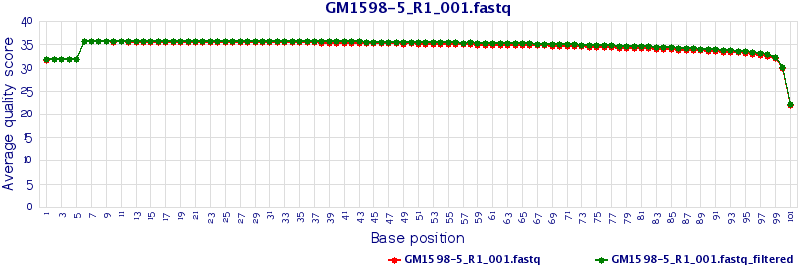 GM1598-5_R1_001.fastq
Average quality score
40
35
30
25
20
15
10
5
0
1 3 5 7 9 11 13 15 17 19 21 23 25 27 29 31 33 35 37 39 41 43 45 47 49 51 53 55 57 59 61 63 65 67 69 71 73 75 77 79 81 83 85 87 89 91 93 95 97 99 101
Base position
GM1598-5_R1_001.fastq GM1598-5_R1_001.fastq_filtered